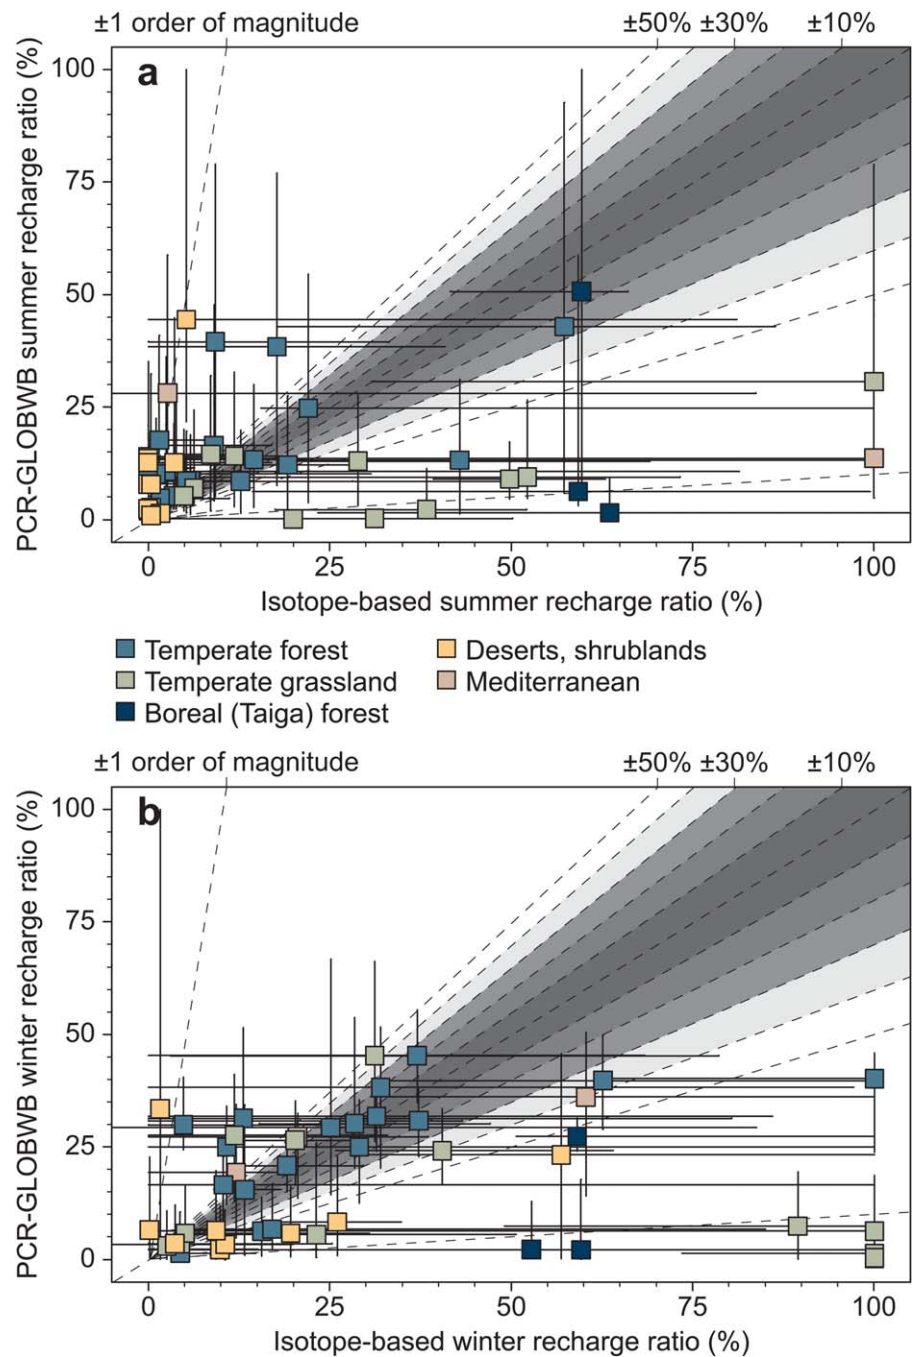 ±1 order of magnitude ±50% ±30% ±10%
a
PCR-GLOBWB summer recharge ratio (%)
100
75
50
25
0
0 25 50 75 100
Isotope-based summer recharge ratio (%)
Temperate forest
Temperate grassland
Boreal (Taiga) forest
Deserts, shrublands
Mediterranean
±1 order of magnitude ±50% ±30% ±10%
b
PCR-GLOBWB winter recharge ratio (%)
100
75
50
25
0
0 25 50 75 100
Isotope-based winter recharge ratio (%)